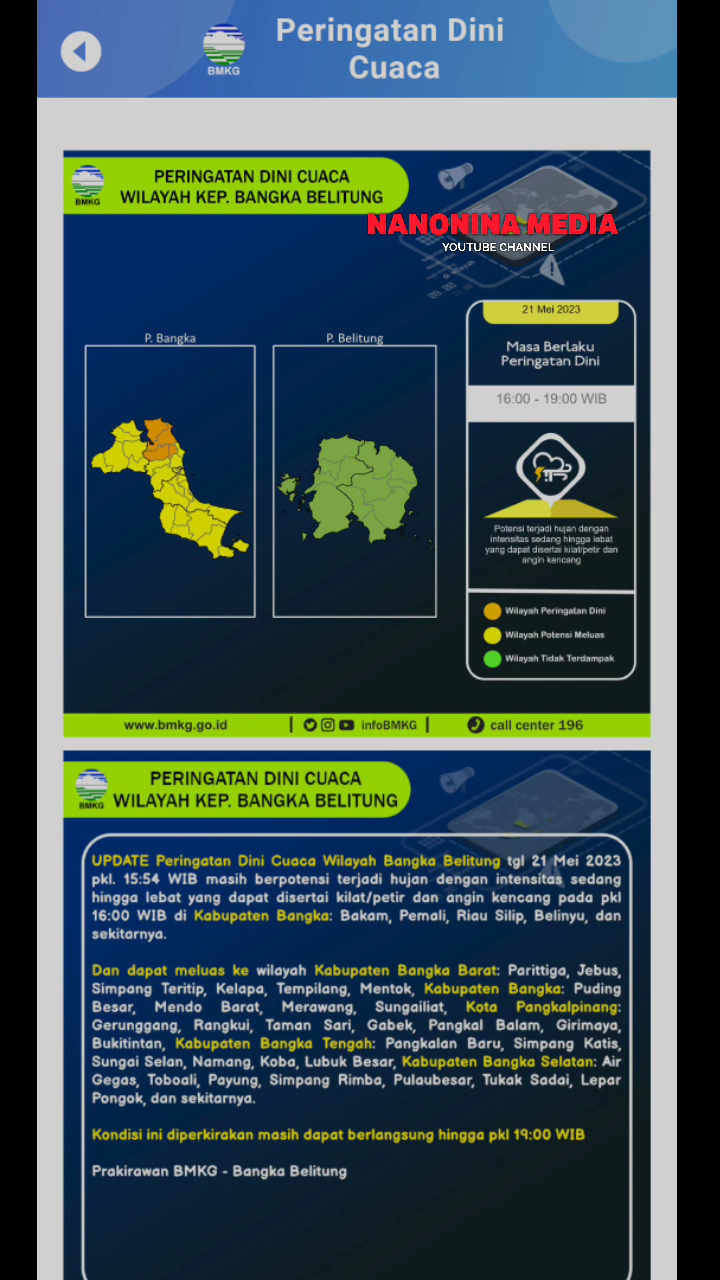 Peringatan Dini
Cuaca
BMKG
PERINGATAN DINI CUACA
WILAYAH KEP. BANGKA BELITUNG
BMKG
NANONINA MEDIA
YOUTUBE CHANNEL
21 Mei 2023
Masa Berlaku
Peringatan Dini
16:00 - 19:00 WIB
P. Bangka
P. Belitung
Potensi terjadi hujan dengan
intensitas sedang hingga lebat
yang dapat disertai kilat/petir dan
angin kencang
Wilayah Peringatan Dini
Wilayah Potensi Meluas
Wilayah Tidak Terdampak
www.bmkg.go.id | infoBMKG | call center 196
PERINGATAN DINI CUACA
WILAYAH KEP. BANGKA BELITUNG
BMKG
UPDATE Peringatan Dini Cuaca Wilayah Bangka Belitung tgl 21 Mei 2023
pkl. 15:54 WIB masih berpotensi terjadi hujan dengan intensitas sedang
hingga lebat yang dapat disertai kilat/petir dan angin kencang pada pkl
16:00 WIB di Kabupaten Bangka: Bakam, Pemali, Riau Silip, Belinyu, dan
sekitarnya.
Dan dapat meluas ke wilayah Kabupaten Bangka Barat: Parittiga, Jebus,
Simpang Teritip, Kelapa, Tempilang, Mentok, Kabupaten Bangka: Puding
Besar, Mendo Barat, Merawang, Sungailiat, Kota Pangkalpinang:
Gerunggang, Rangkui, Taman Sari, Gabek, Pangkal Balam, Girimaya,
Bukitintan, Kabupaten Bangka Tengah: Pangkalan Baru, Simpang Katis,
Sungai Selan, Namang, Koba, Lubuk Besar, Kabupaten Bangka Selatan: Air
Gegas, Toboali, Payung, Simpang Rimba, Pulaubesar, Tukak Sadai, Lepar
Pongok, dan sekitarnya.
Kondisi ini diperkirakan masih dapat berlangsung hingga pkl 19:00 WIB
Prakirawan BMKG - Bangka Belitung